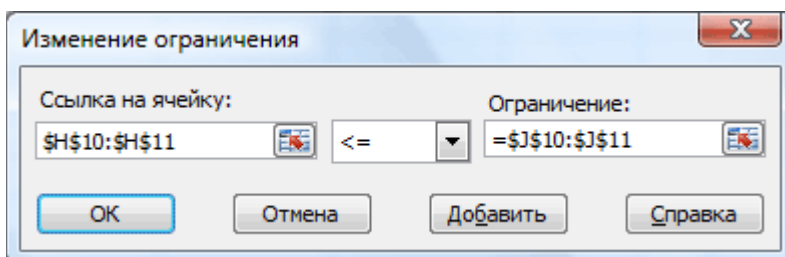 Изменение ограничения
Ссылка на ячейку:
Ограничение:
$H$10:$H$11
<=
=$J$10:$J$11
ОК
Отмена
Добавить
Справка